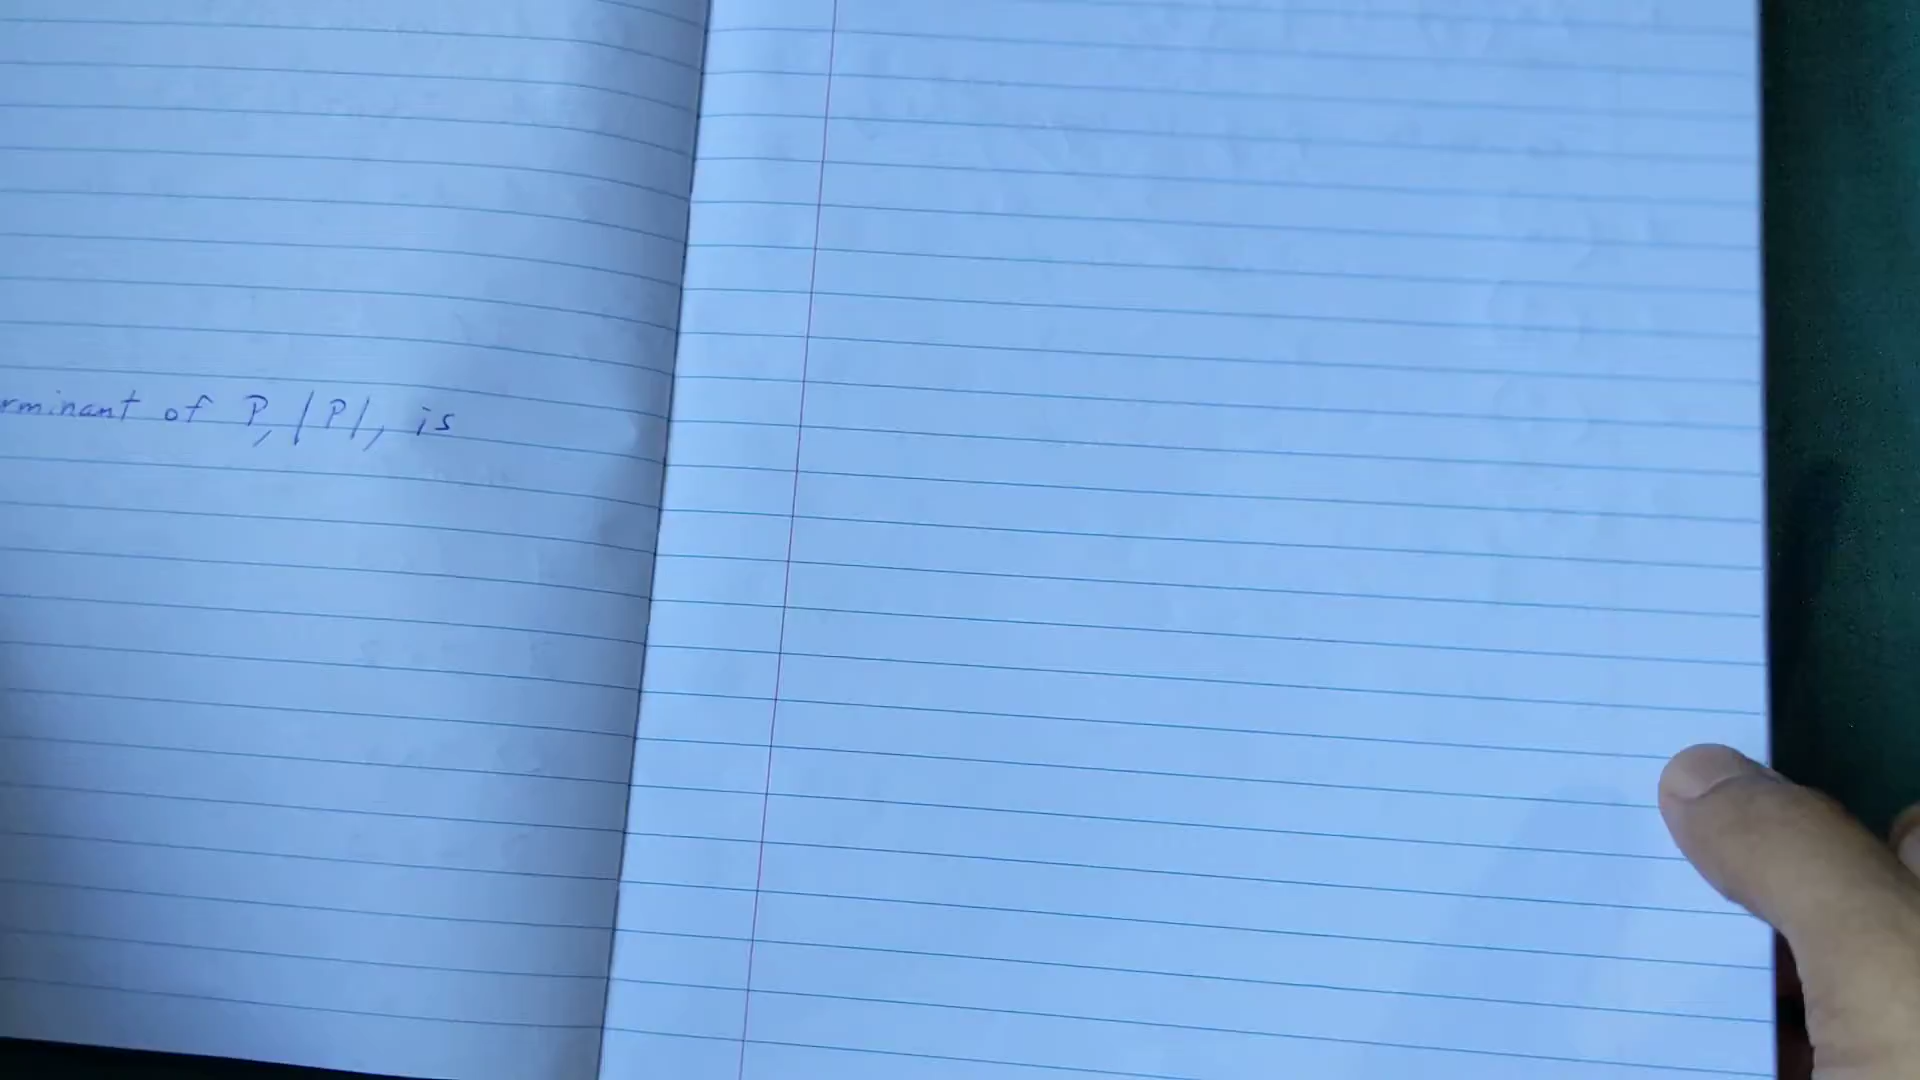 rminant of P, |P|, is